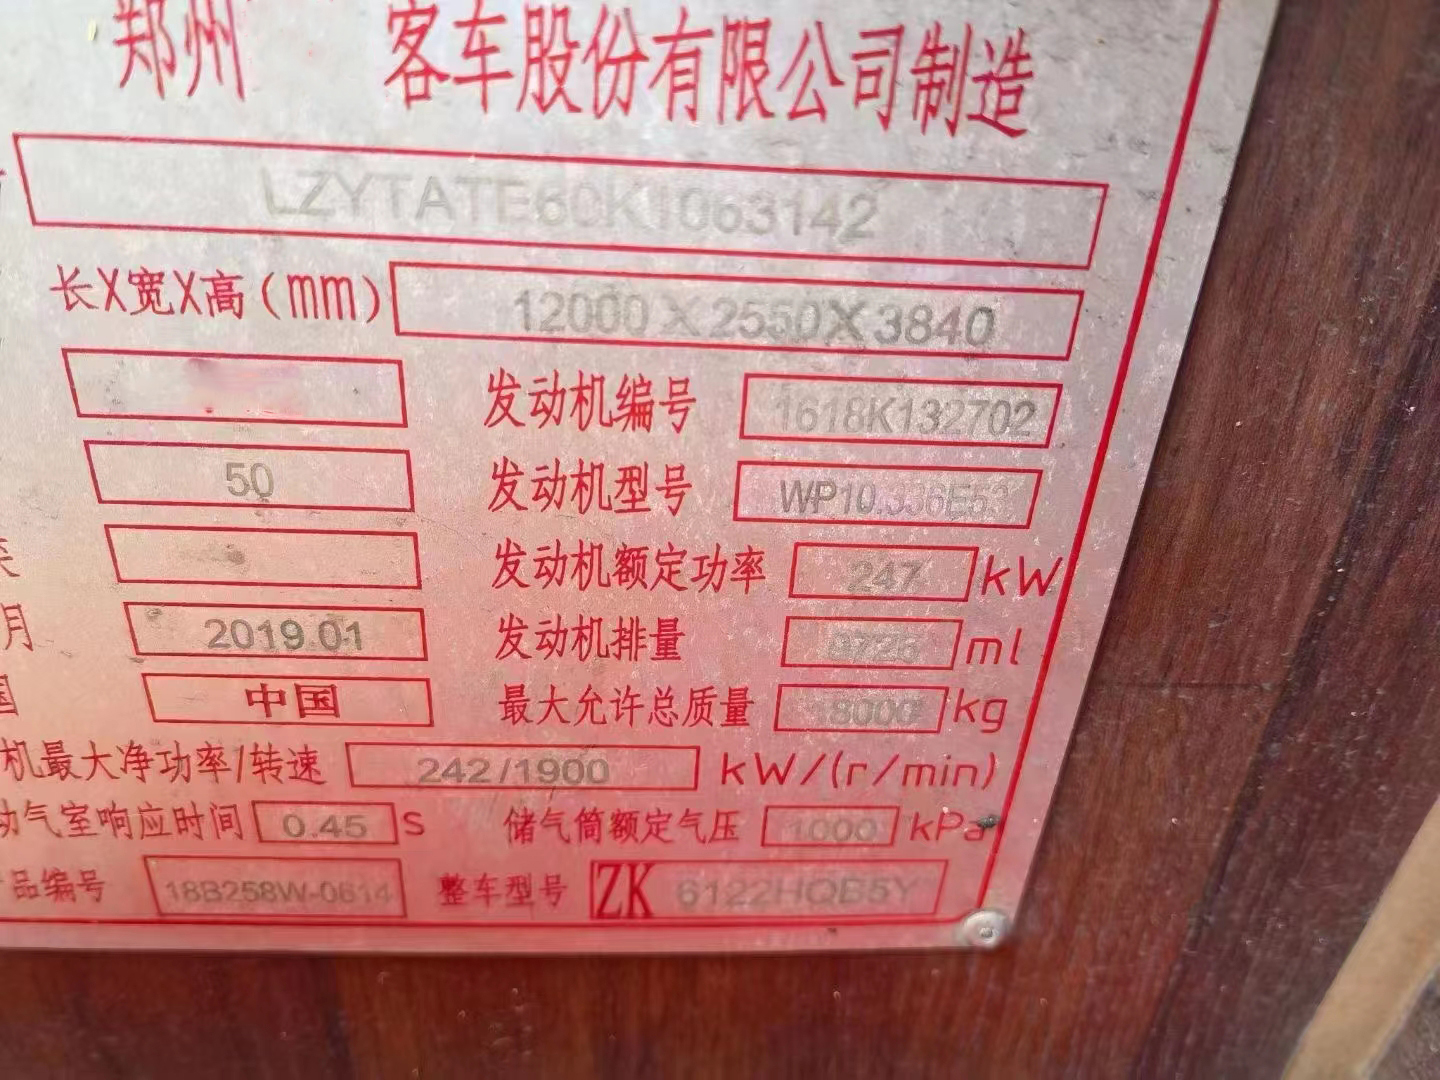 郑州 客车股份有限公司制造
LZYTATE60K1063142
长X宽X高(mm) 12000X2550X3840
发动机编号 1618K132702
50 发动机型号 WP10.336E53
发动机额定功率 247 kW
月 2019.01 发动机排量 9726 ml
国 中国 最大允许总质量 18000 kg
机最大净功率/转速 242/1900 kW/(r/min)
动气室响应时间 0.45 S 储气筒额定气压 1000 kPa
产品编号 18B258W-0614 整车型号 ZK 6122HQB5Y